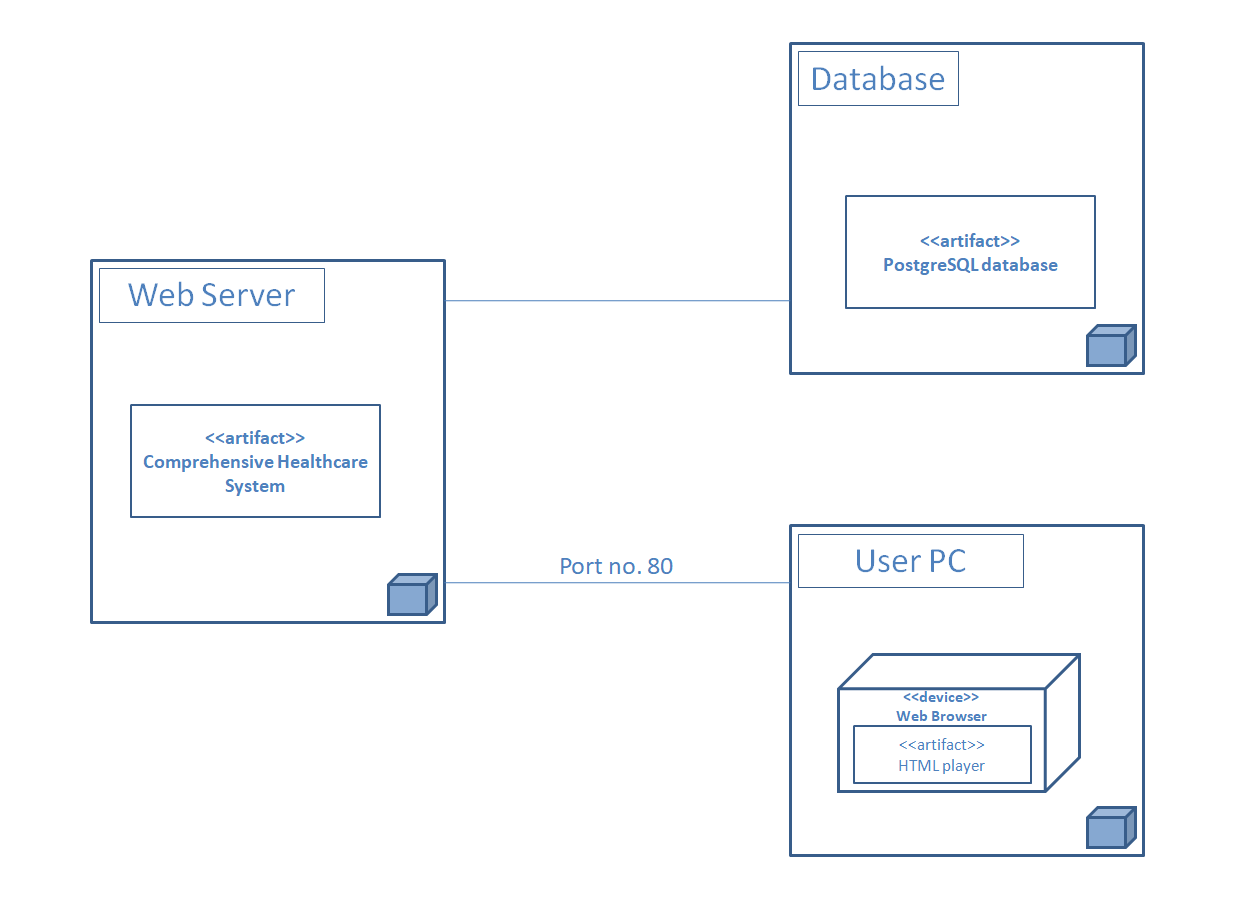 Database
<<artifact>>
PostgreSQL database
Web Server
<<artifact>>
Comprehensive Healthcare
System
Port no. 80
User PC
<<device>>
Web Browser
<<artifact>>
HTML player